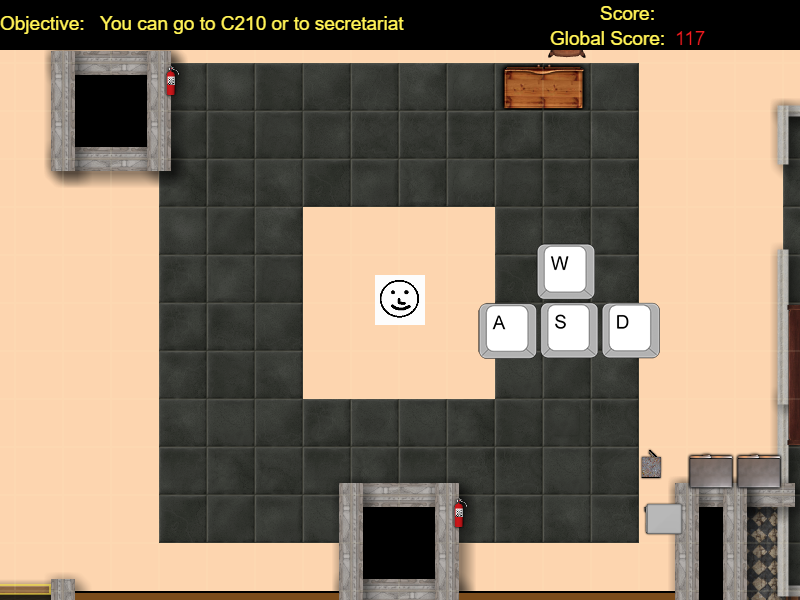 Objective: You can go to C210 or to secretariat
Score:
Global Score: 117
W
A S D